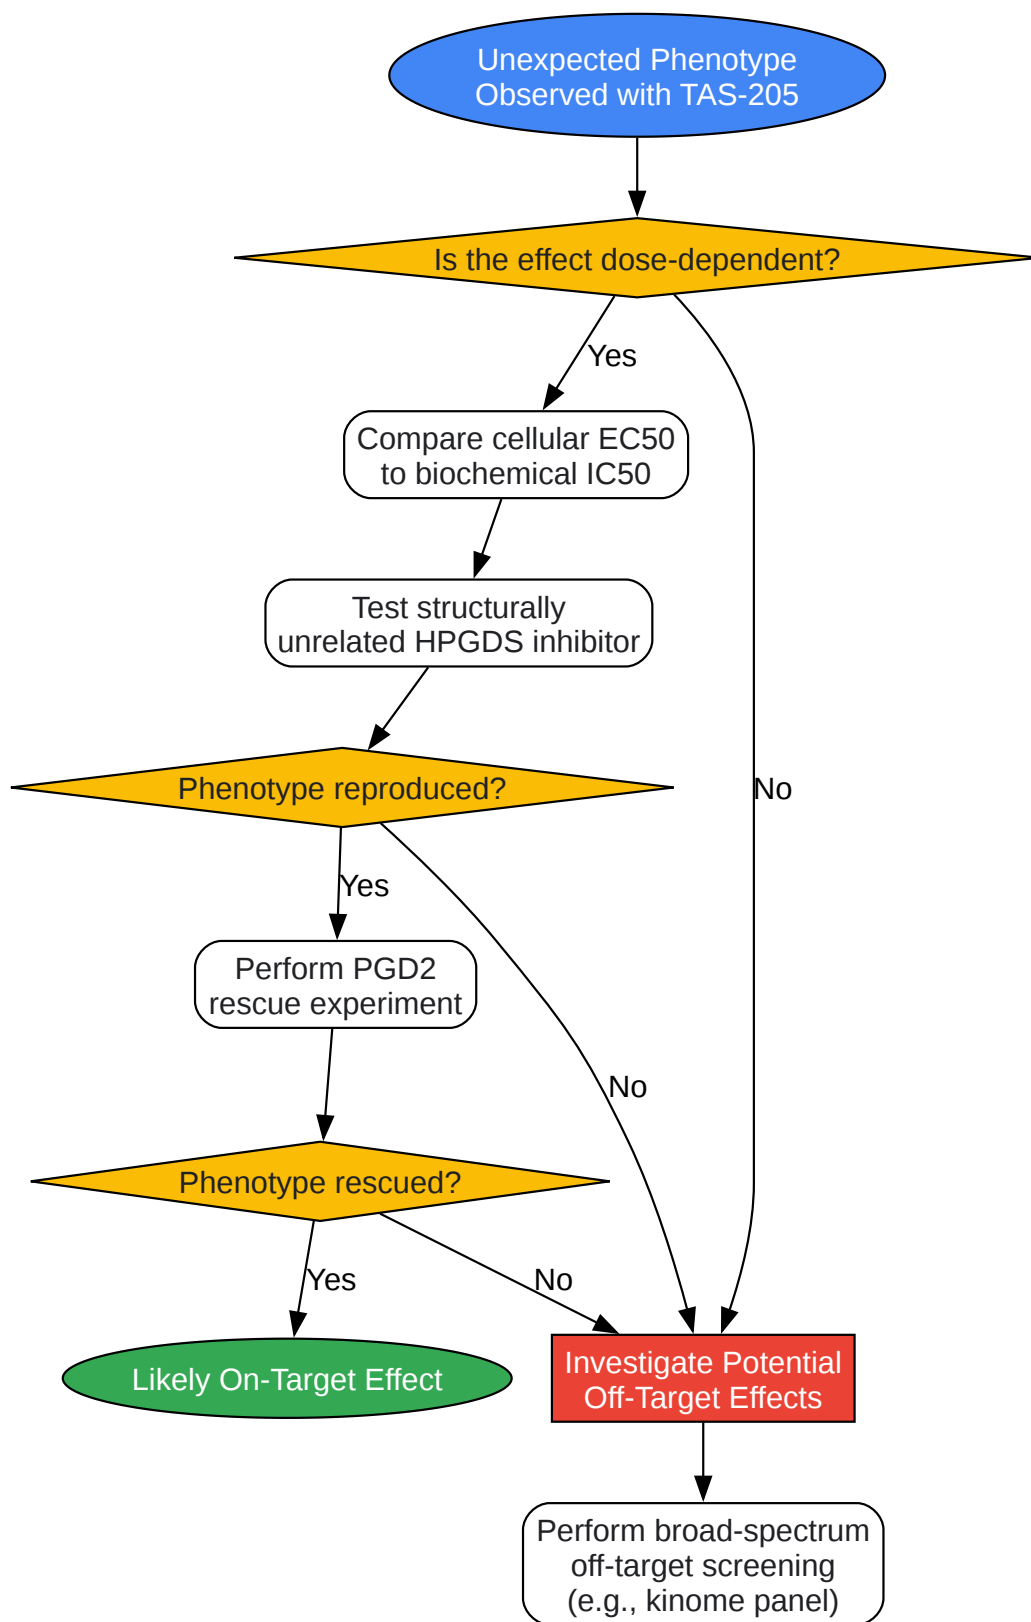 Unexpected Phenotype
Observed with TAS-205
Is the effect dose-dependent?
Yes
Compare cellular EC50
to biochemical IC50
Test structurally
unrelated HPGDS inhibitor
Phenotype reproduced?
No
Yes
Perform PGD2
rescue experiment
No
Phenotype rescued?
Yes
No
Likely On-Target Effect
Investigate Potential
Off-Target Effects
Perform broad-spectrum
off-target screening
(e.g., kinome panel)